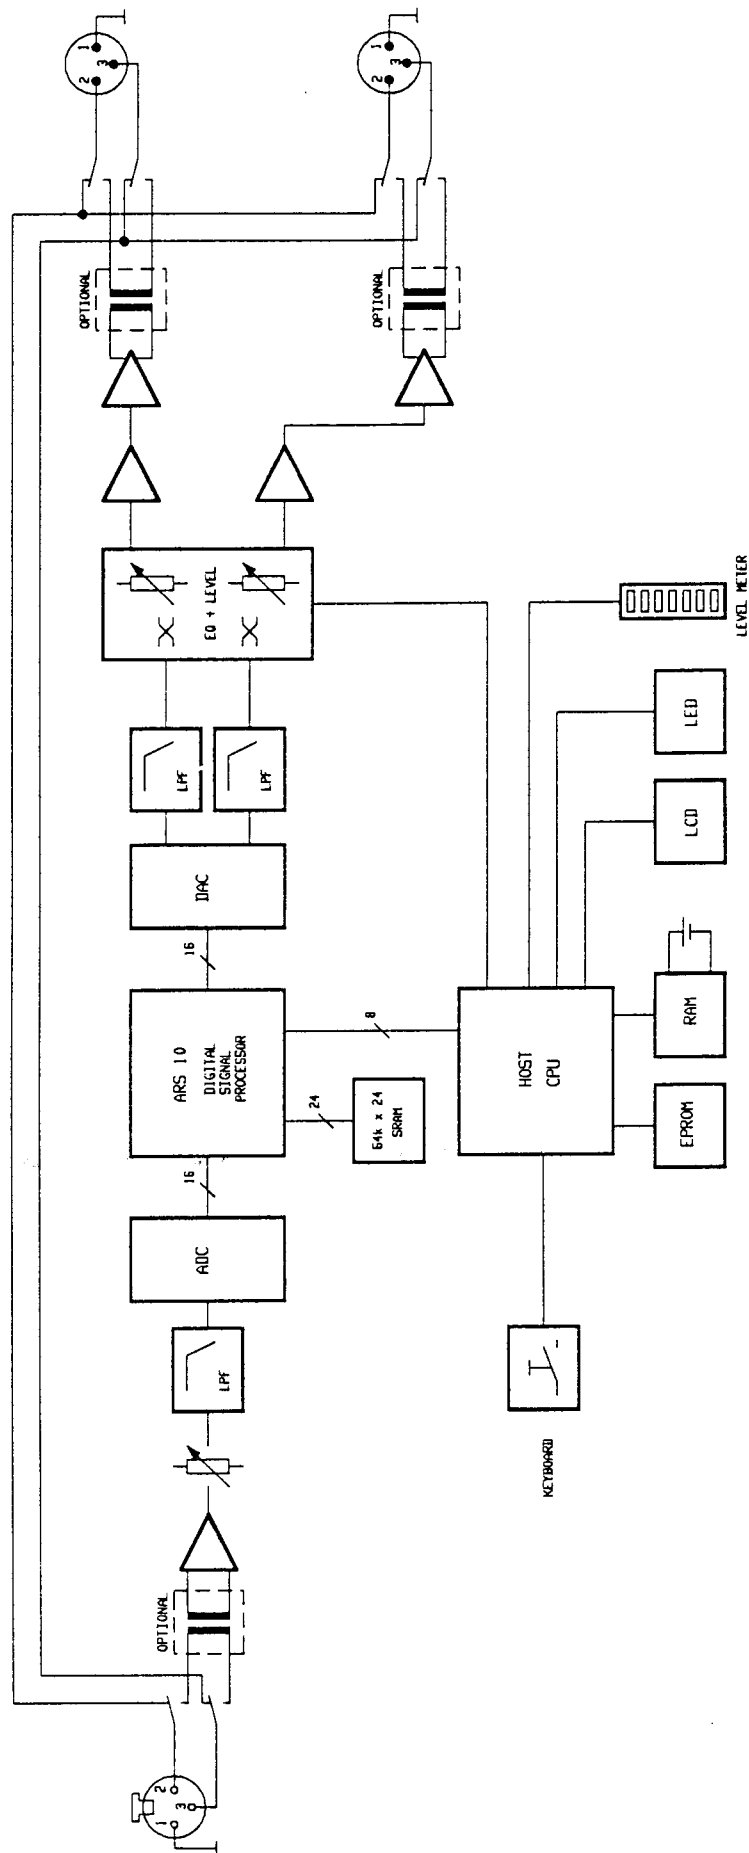 1
2
3
1
2
3
OPTIONAL
OPTIONAL
EQ + LEVEL
LEVEL METER
LPF
LPF
LED
LCD
DAC
16
RAM
ARS 10
DIGITAL
SIGNAL
PROCESSOR
8
HOST
CPU
24
64k x 24
SRAM
EPROM
16
ADC
LPF
KEYBOARD
OPTIONAL
1
2
3